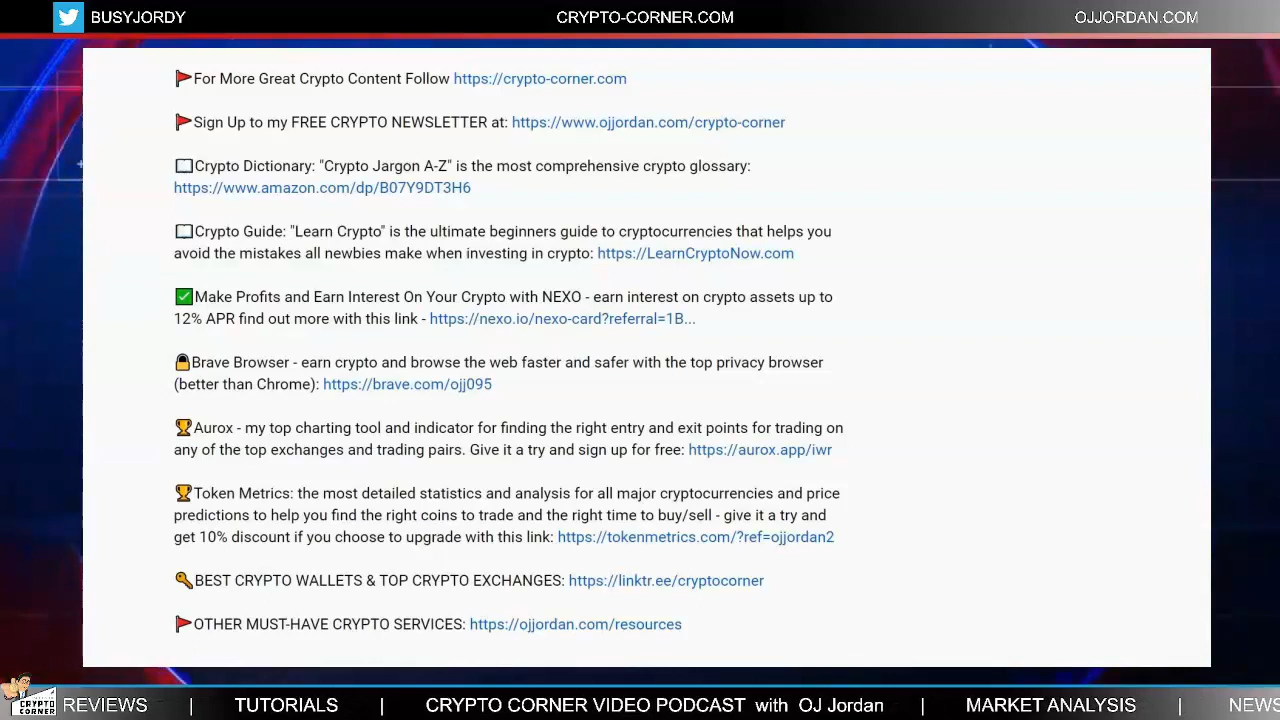 BUSYJORDY CRYPTO-CORNER.COM OJJORDAN.COM
For More Great Crypto Content Follow https://crypto-corner.com
Sign Up to my FREE CRYPTO NEWSLETTER at: https://www.ojjordan.com/crypto-corner
Crypto Dictionary: "Crypto Jargon A-Z" is the most comprehensive crypto glossary:
https://www.amazon.com/dp/B07Y9DT3H6
Crypto Guide: "Learn Crypto" is the ultimate beginners guide to cryptocurrencies that helps you
avoid the mistakes all newbies make when investing in crypto: https://LearnCryptoNow.com
Make Profits and Earn Interest On Your Crypto with NEXO - earn interest on crypto assets up to
12% APR find out more with this link - https://nexo.io/nexo-card?referral=1B...
Brave Browser - earn crypto and browse the web faster and safer with the top privacy browser
(better than Chrome): https://brave.com/ojj095
Aurox - my top charting tool and indicator for finding the right entry and exit points for trading on
any of the top exchanges and trading pairs. Give it a try and sign up for free: https://aurox.app/iwr
Token Metrics: the most detailed statistics and analysis for all major cryptocurrencies and price
predictions to help you find the right coins to trade and the right time to buy/sell - give it a try and
get 10% discount if you choose to upgrade with this link: https://tokenmetrics.com/?ref=ojjordan2
BEST CRYPTO WALLETS & TOP CRYPTO EXCHANGES: https://linktr.ee/cryptocorner
OTHER MUST-HAVE CRYPTO SERVICES: https://ojjordan.com/resources
CRYPTO
CORNER
REVIEWS | TUTORIALS | CRYPTO CORNER VIDEO PODCAST with OJ Jordan | MARKET ANALYSIS | NEWS